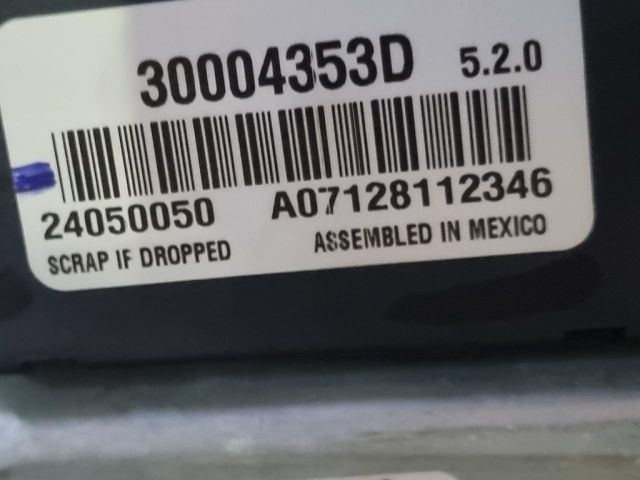 30004353D 5.2.0
24050050 A07128112346
SCRAP IF DROPPED ASSEMBLED IN MEXICO